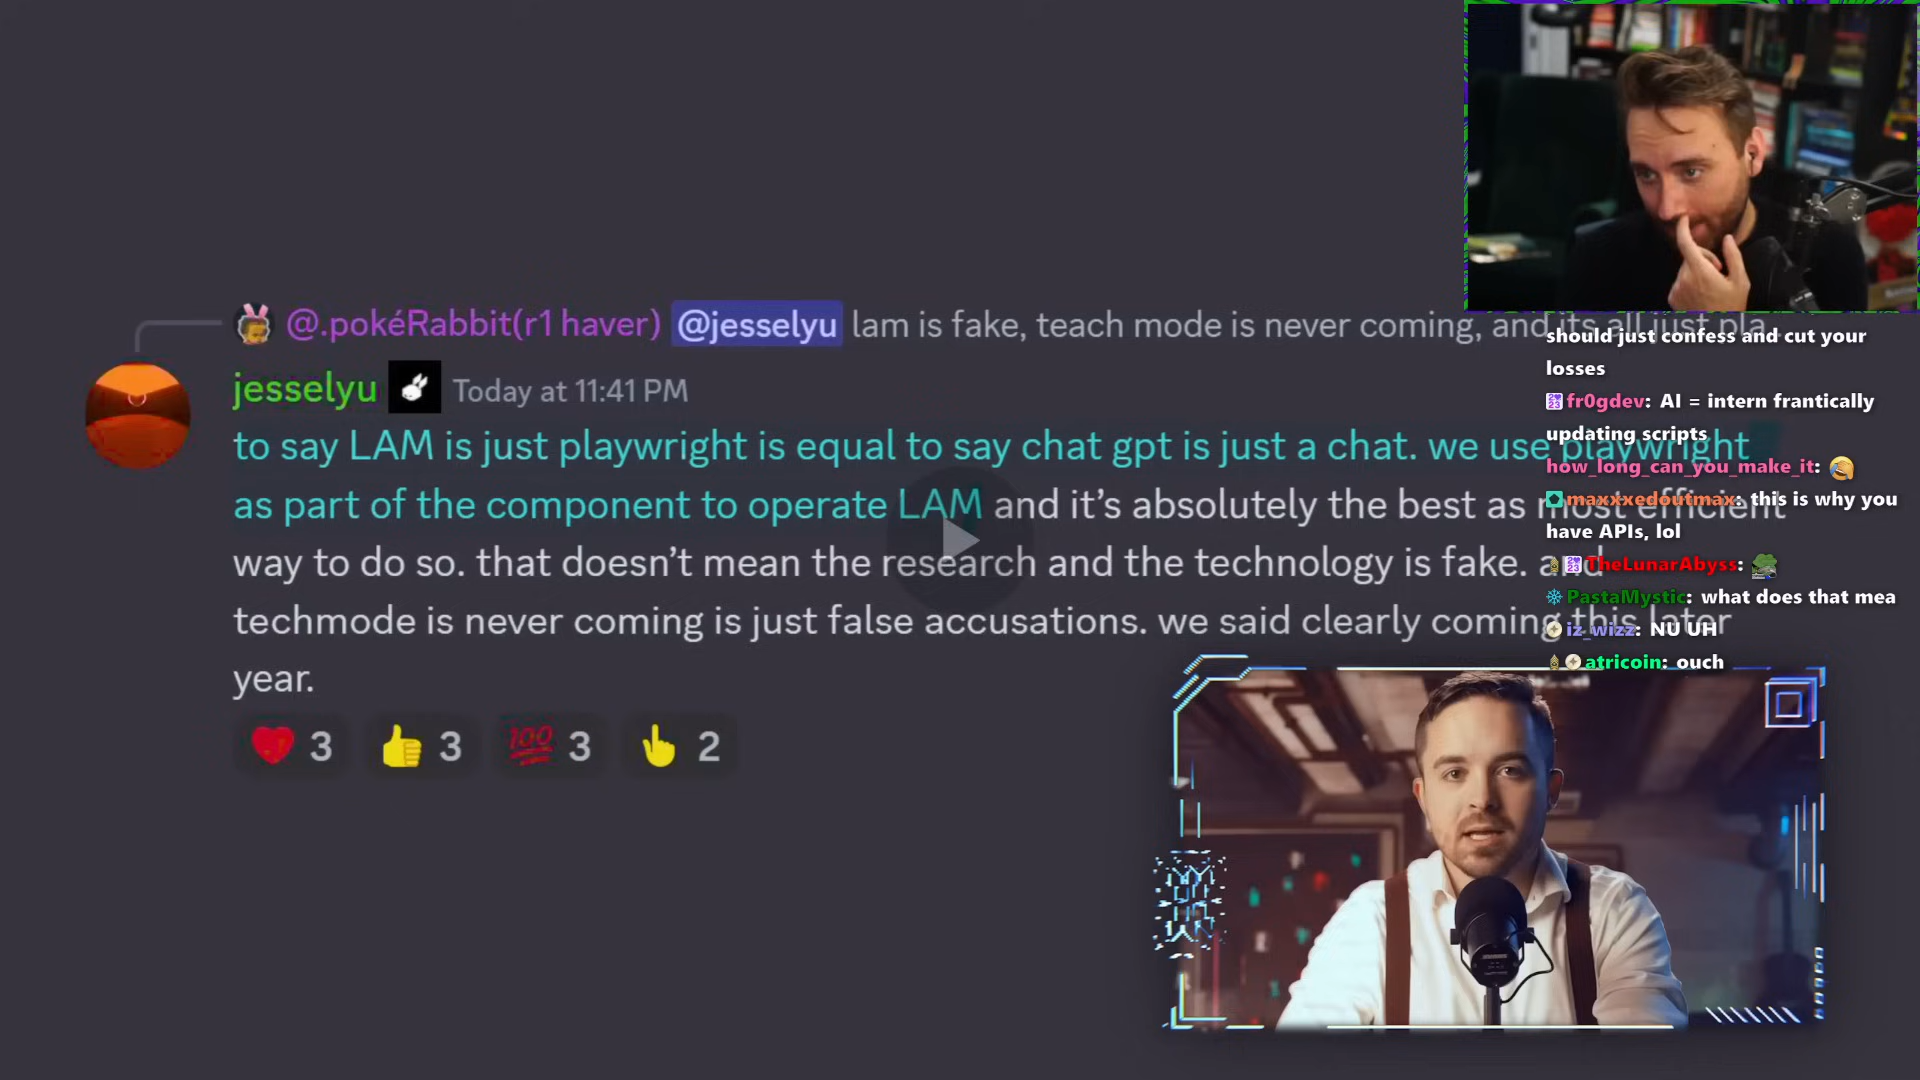 @.pokéRabbit(r1 haver) @jesselyu lam is fake, teach mode is never coming, and its all just pla
jesselyu Today at 11:41 PM
to say LAM is just playwright is equal to say chat gpt is just a chat. we use playwright
as part of the component to operate LAM and it’s absolutely the best as most efficient
way to do so. that doesn’t mean the research and the technology is fake. and
techmode is never coming is just false accusations. we said clearly coming this later
year.
3 3 100 3 2
should just confess and cut your
losses
fr0gdev: AI = intern frantically
updating scripts
how_long_can_you_make_it:
maxxxedoutmax: this is why you
have APIs, lol
TheLunarAbyss:
PastaMystic: what does that mea
iz_wizz: NU UH
atricoin: ouch